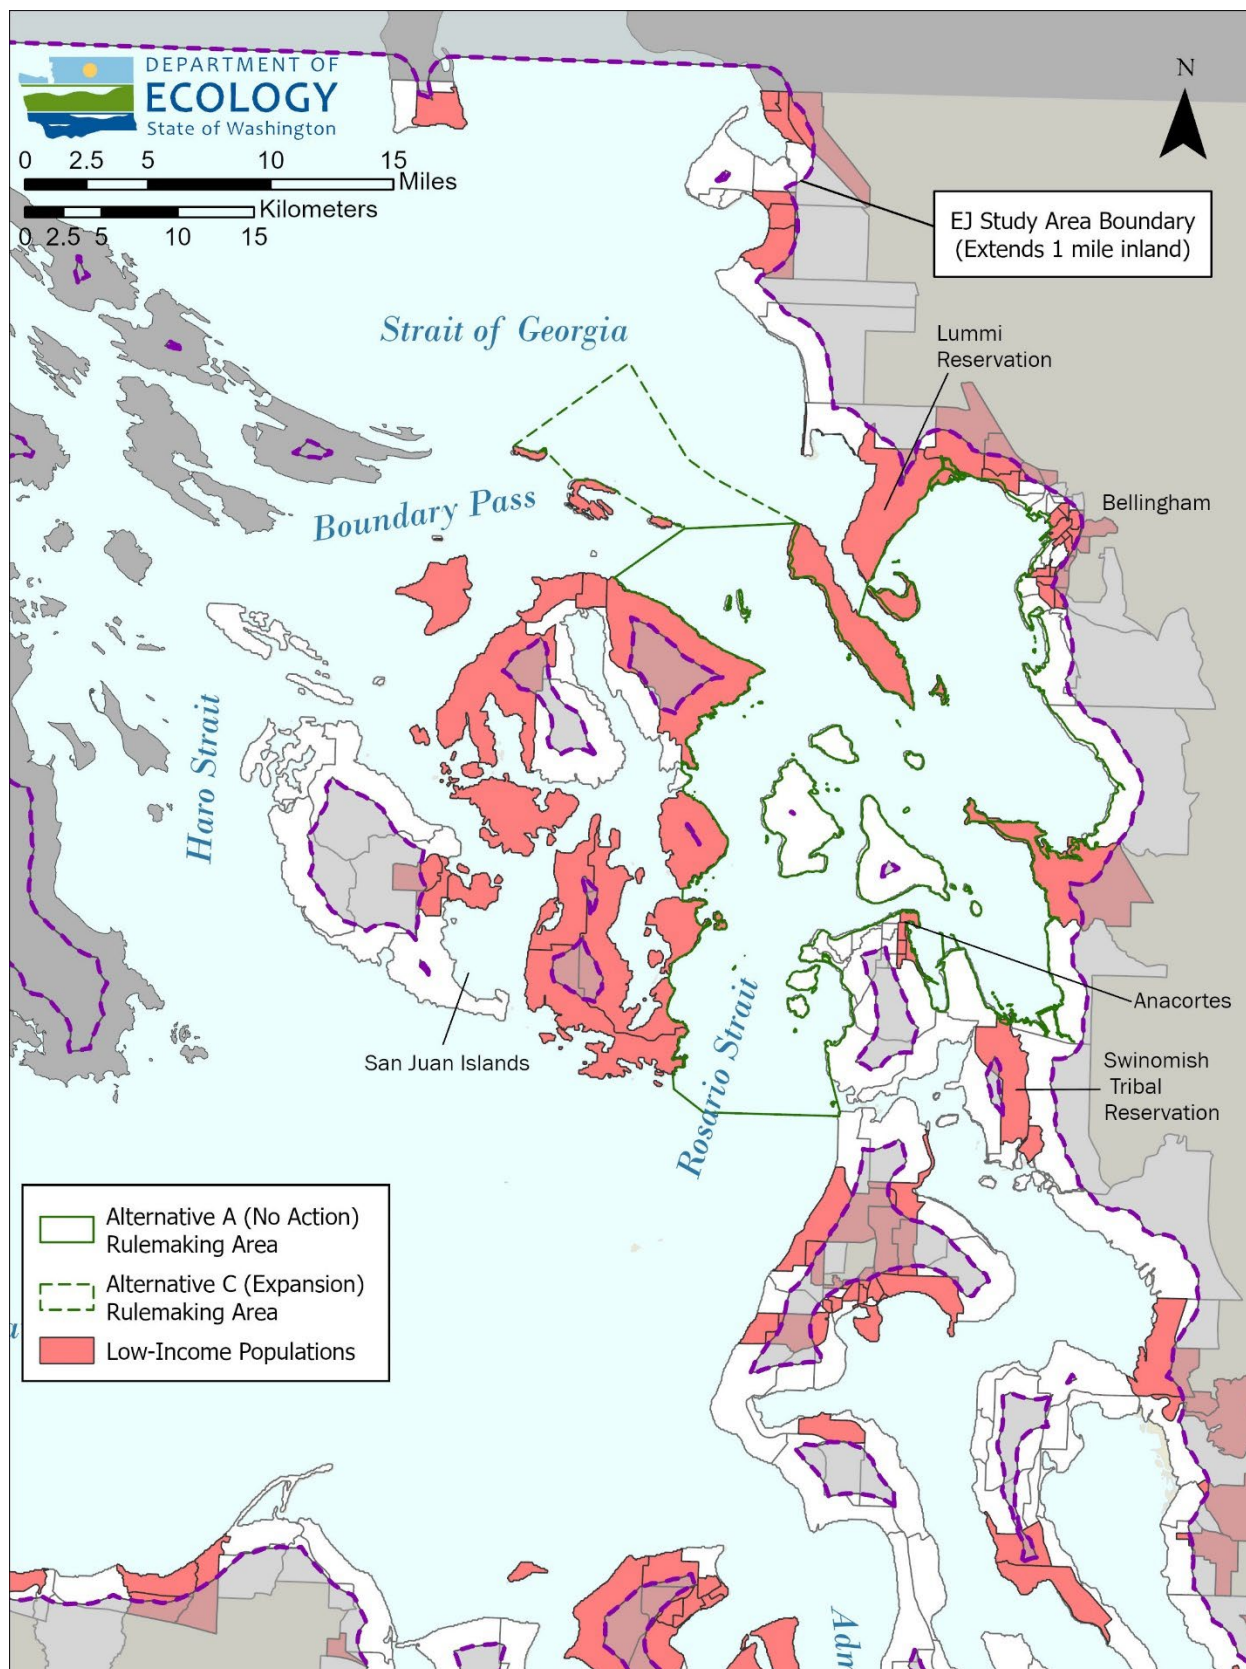 DEPARTMENT OF
ECOLOGY
State of Washington
N
0 2.5 5 10 15
Miles
Kilometers
0 2.5 5 10 15
EJ Study Area Boundary
(Extends 1 mile inland)
Strait of Georgia
Lummi
Reservation
Boundary Pass
Bellingham
Haro Strait
Anacortes
San Juan Islands
Rosario Strait
Swinomish
Tribal
Reservation
Alternative A (No Action)
Rulemaking Area
Alternative C (Expansion)
Rulemaking Area
Low-Income Populations
a
Adm